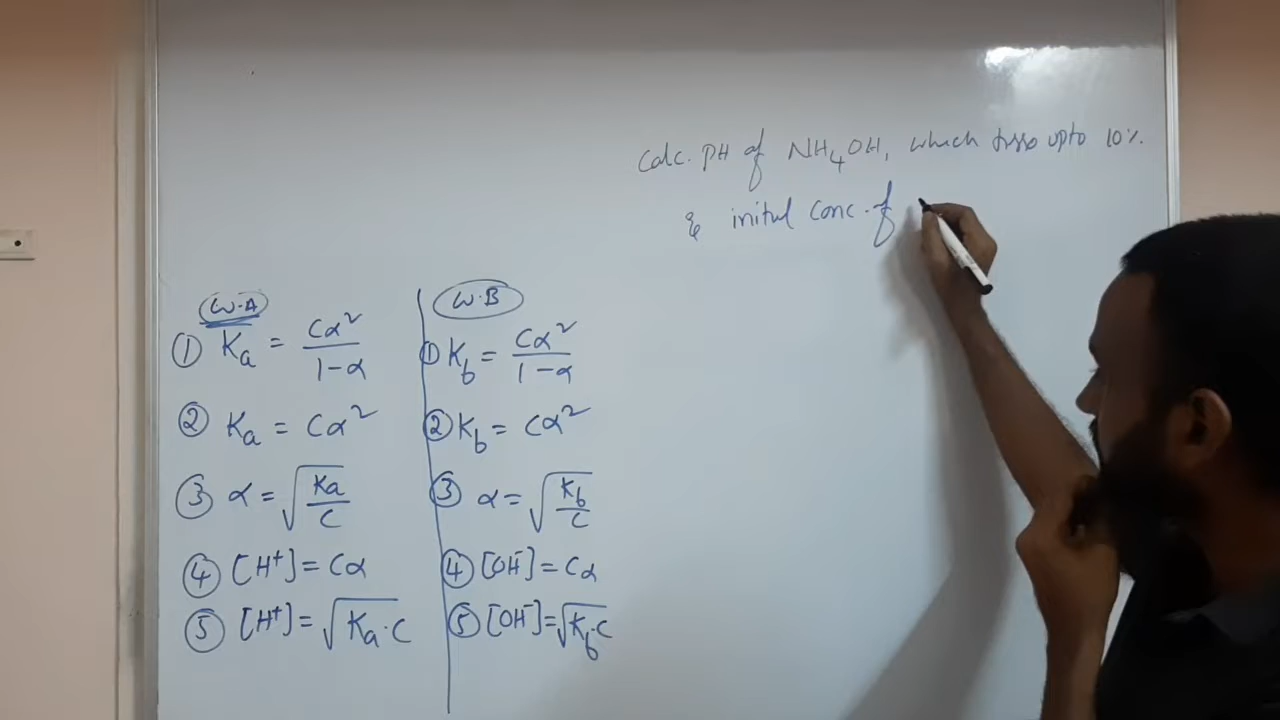 Calc. PH of NH₄OH, which disso upto 10%.
& initial conc. of
W.A
① Ka = Cα² / 1-α
② Ka = Cα²
③ α = √(Ka/C)
④ [H⁺] = Cα
⑤ [H⁺] = √(Ka·C)
W.B
① Kb = Cα² / 1-α
② Kb = Cα²
③ α = √(Kb/C)
④ [OH⁻] = Cα
⑤ [OH⁻] = √(Kb·C)